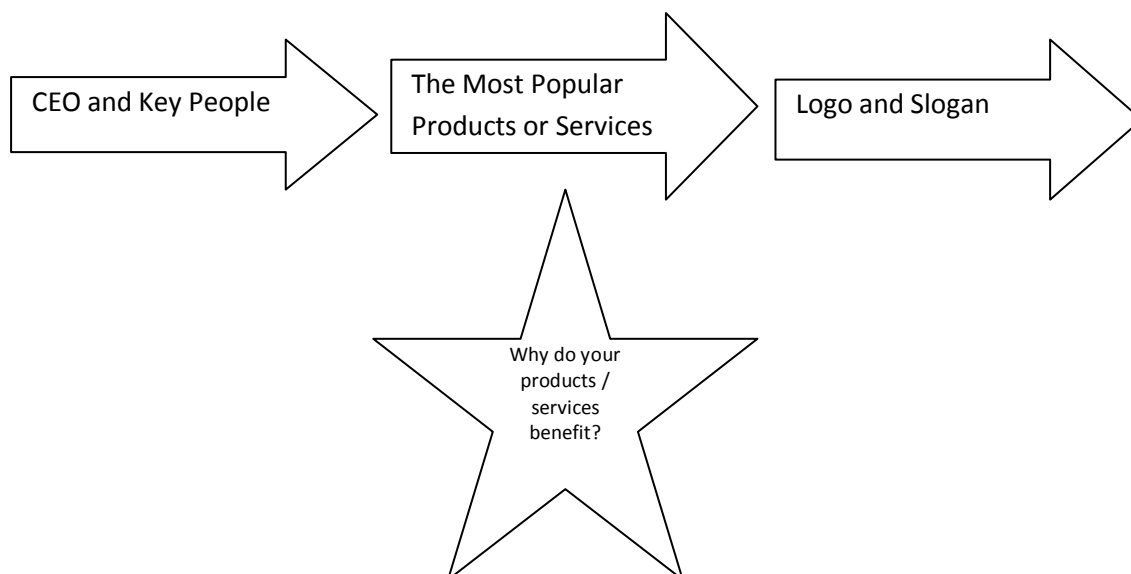 CEO and Key People
The Most Popular
Products or Services
Logo and Slogan
Why do your
products /
services
benefit?